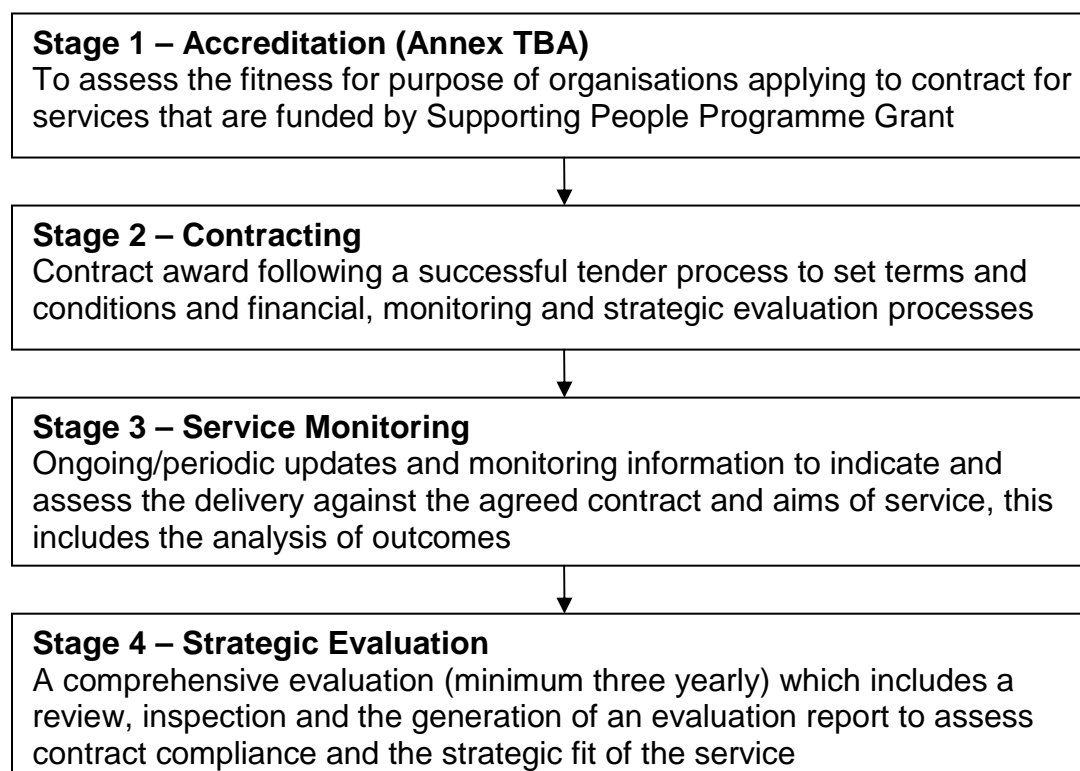 Stage 1 – Accreditation (Annex TBA)
To assess the fitness for purpose of organisations applying to contract for
services that are funded by Supporting People Programme Grant
Stage 2 – Contracting
Contract award following a successful tender process to set terms and
conditions and financial, monitoring and strategic evaluation processes
Stage 3 – Service Monitoring
Ongoing/periodic updates and monitoring information to indicate and
assess the delivery against the agreed contract and aims of service, this
includes the analysis of outcomes
Stage 4 – Strategic Evaluation
A comprehensive evaluation (minimum three yearly) which includes a
review, inspection and the generation of an evaluation report to assess
contract compliance and the strategic fit of the service